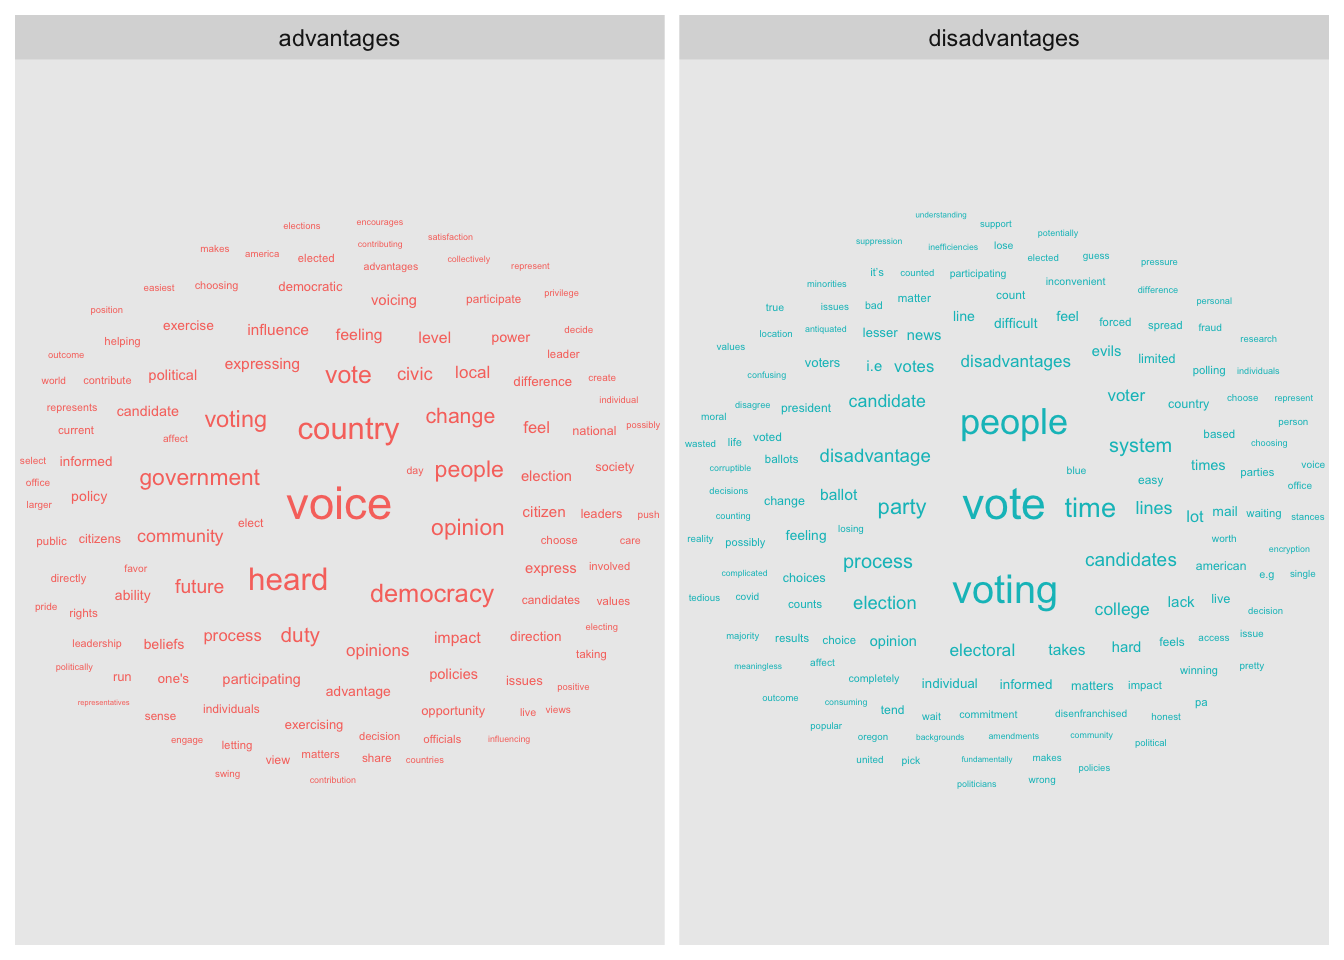 advantages
elections encourages
satisfaction
makes america elected contributing
advantages collectively represent
easiest choosing democratic voicing participate privilege
position
exercise influence feeling level power decide
helping leader
outcome
world contribute political expressing vote civic local difference create
individual
represents candidate voting country change feel national possibly
current affect
select informed day people election society
office government
larger policy voice
elect opinion citizen leaders push
public citizens community choose care
directly favor future heard express involved
ability democracy candidates values
pride rights
leadership beliefs process duty opinions impact direction electing
taking
politically run one's participating policies issues positive
representatives advantage
sense individuals exercising opportunity live views
engage letting decision officials influencing
view matters share countries
swing contribution
disadvantages
understanding support
suppression inefficiencies lose potentially
elected guess pressure
minorities it's counted participating inconvenient difference
true issues bad matter count personal
location antiquated lesser news line difficult feel forced spread fraud
values research
confusing voters i.e votes disadvantages evils limited polling individuals
moral disagree president candidate people voter country choose represent
person
wasted life voted disadvantage system based choosing
corruptible ballots blue times parties voice
decisions easy office
counting change ballot party vote time lines lot mail waiting stances
reality possibly feeling losing worth
complicated process candidates american encryption
choices e.g single
tedious covid counts election voting college lack live decision
majority results choice opinion electoral takes hard feels access issue
meaningless affect winning pretty
completely individual informed matters impact
outcome consuming tend pa
popular wait commitment disenfranchised honest
oregon backgrounds amendments community political
united pick fundamentally makes policies
politicians wrong